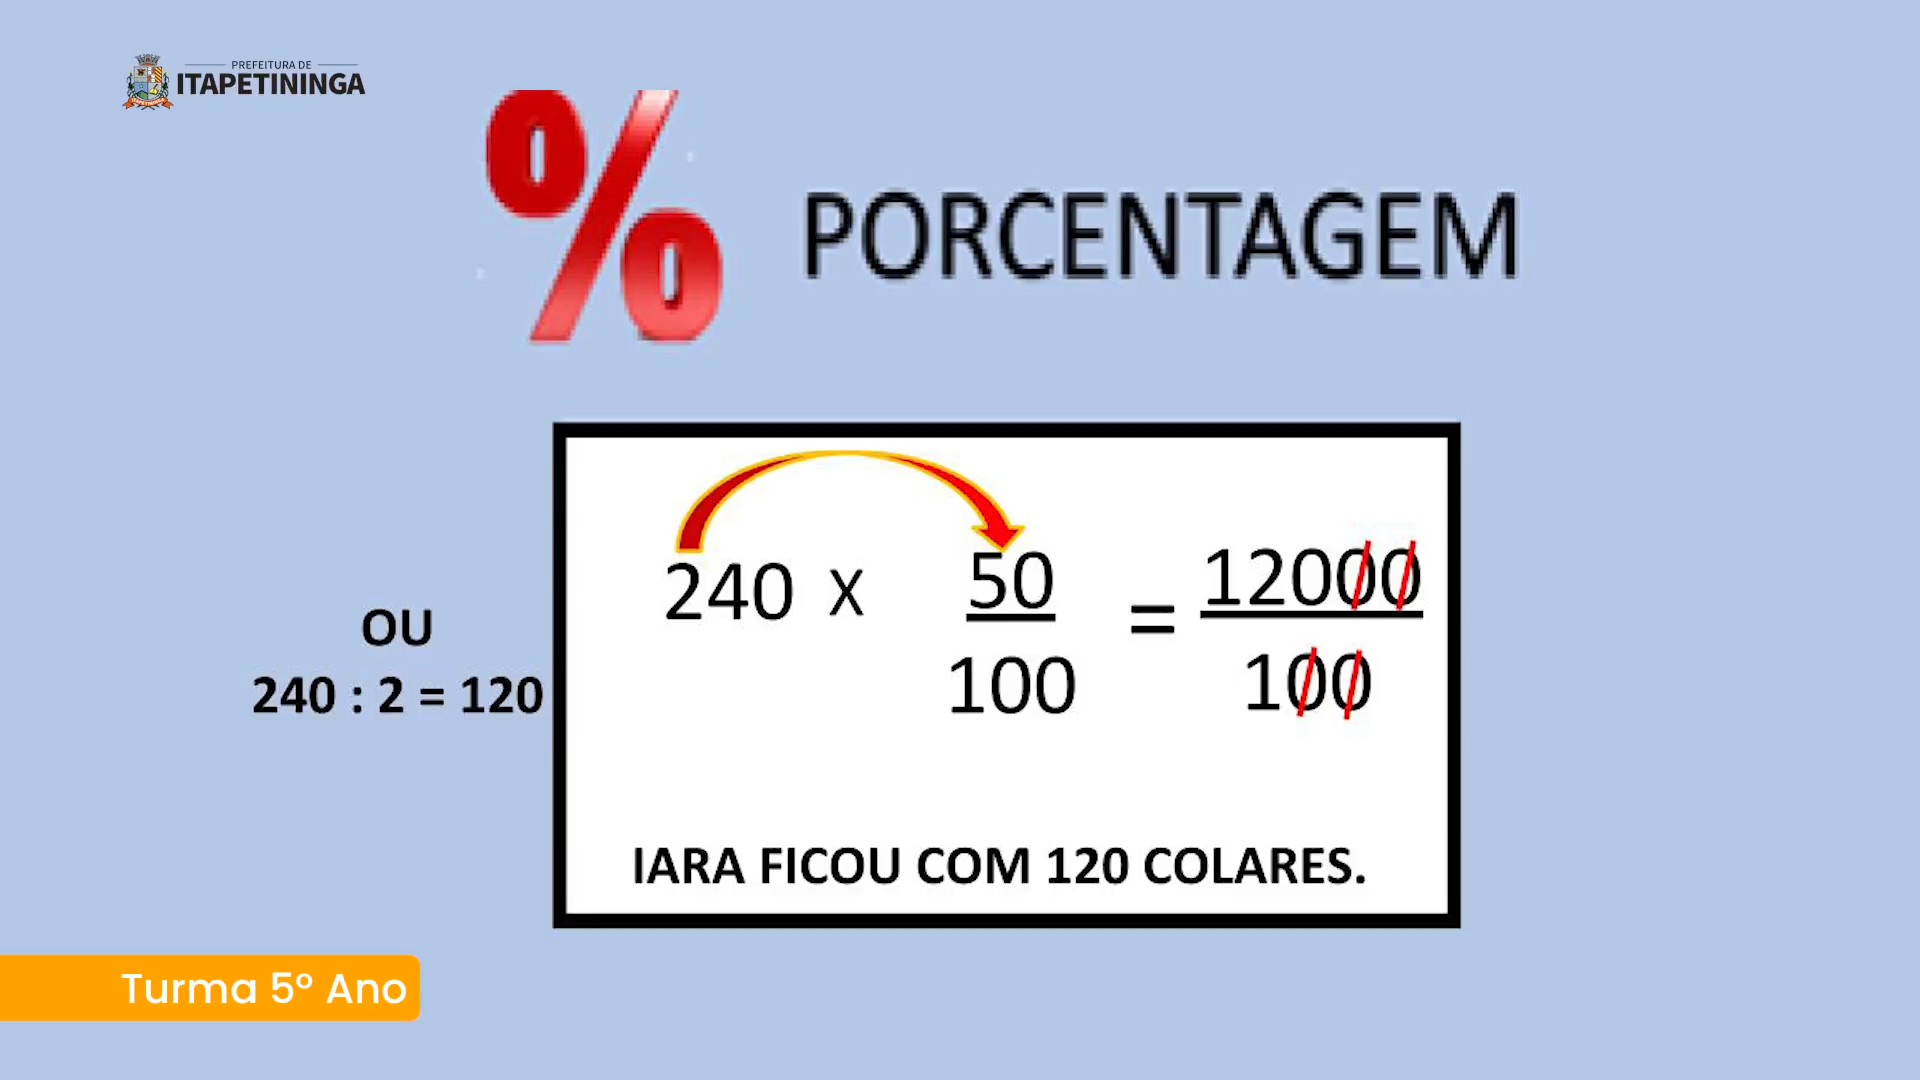 PREFEITURA DE
ITAPETININGA
% PORCENTAGEM
240 X 50/100 = 12000/100
OU
240 : 2 = 120
IARA FICOU COM 120 COLARES.
Turma 5º Ano